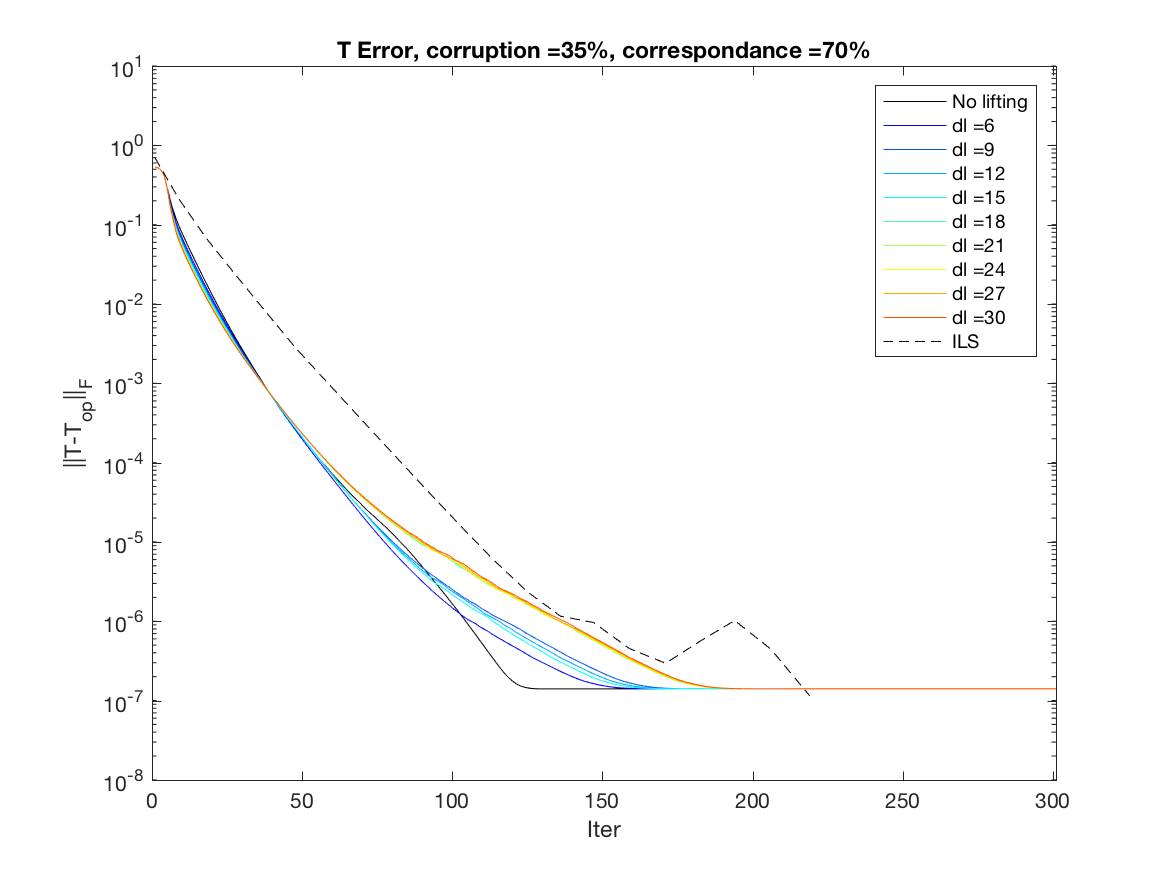 T Error, corruption =35%, correspondance =70%
10^1
10^0
10^-1
10^-2
10^-3
10^-4
10^-5
10^-6
10^-7
10^-8
||T-T_op||_F
0 50 100 150 200 250 300
Iter
No lifting
dl =6
dl =9
dl =12
dl =15
dl =18
dl =21
dl =24
dl =27
dl =30
ILS